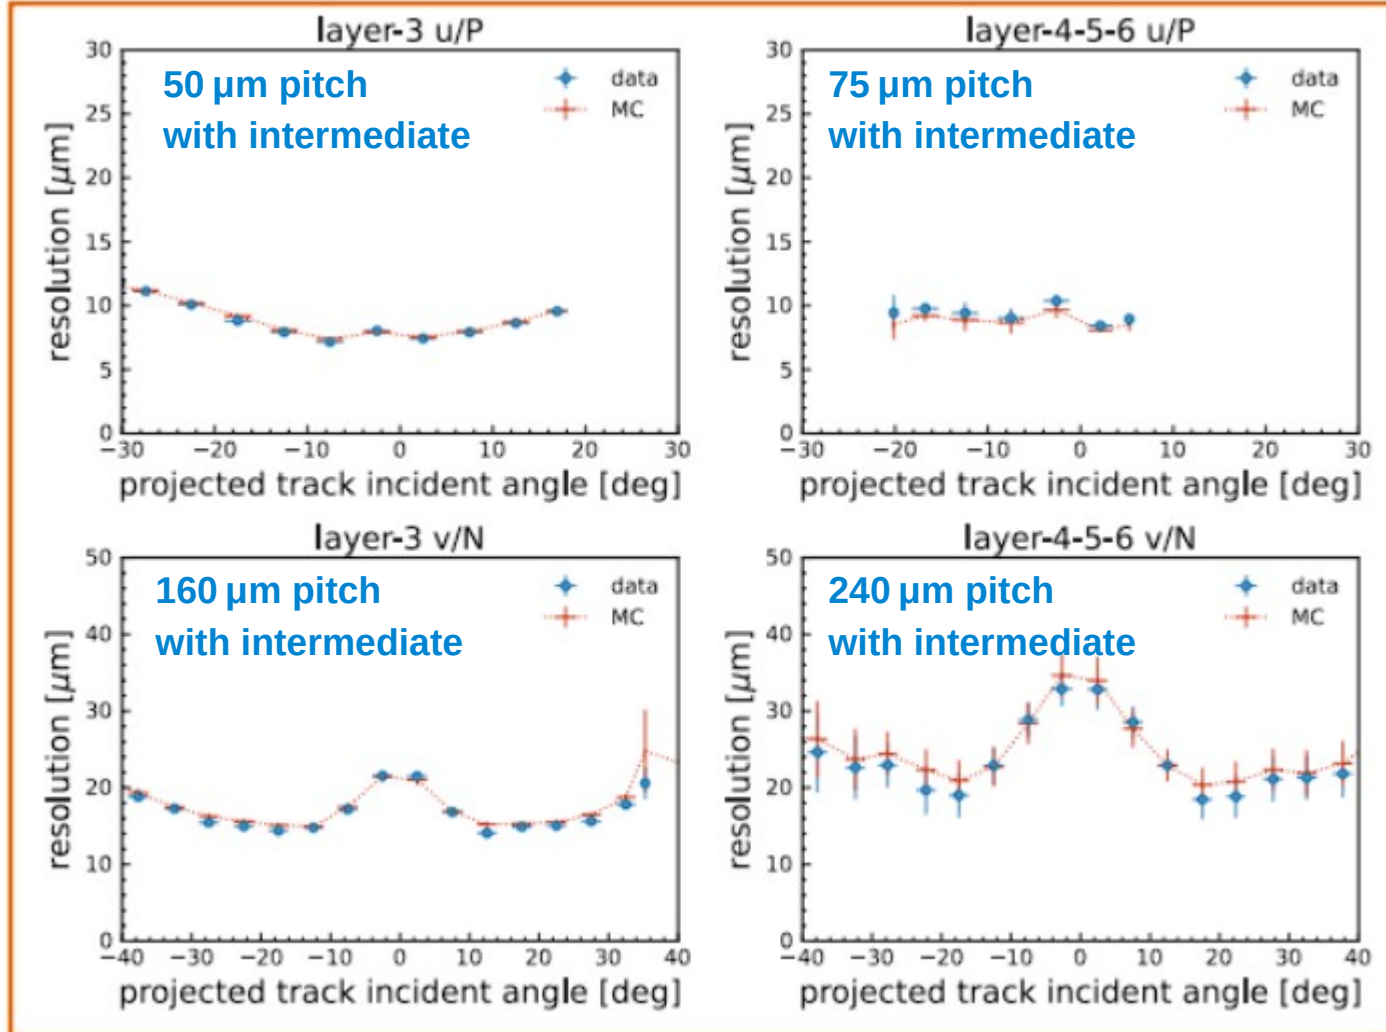 layer-3 u/P
50 µm pitch
with intermediate
data
MC
resolution [µm]
30
25
20
15
10
5
0
−30 −20 −10 0 10 20 30
projected track incident angle [deg]
layer-4-5-6 u/P
75 µm pitch
with intermediate
data
MC
resolution [µm]
30
25
20
15
10
5
0
−30 −20 −10 0 10 20 30
projected track incident angle [deg]
layer-3 v/N
160 µm pitch
with intermediate
data
MC
resolution [µm]
50
40
30
20
10
0
−40 −30 −20 −10 0 10 20 30 40
projected track incident angle [deg]
layer-4-5-6 v/N
240 µm pitch
with intermediate
data
MC
resolution [µm]
50
40
30
20
10
0
−40 −30 −20 −10 0 10 20 30 40
projected track incident angle [deg]